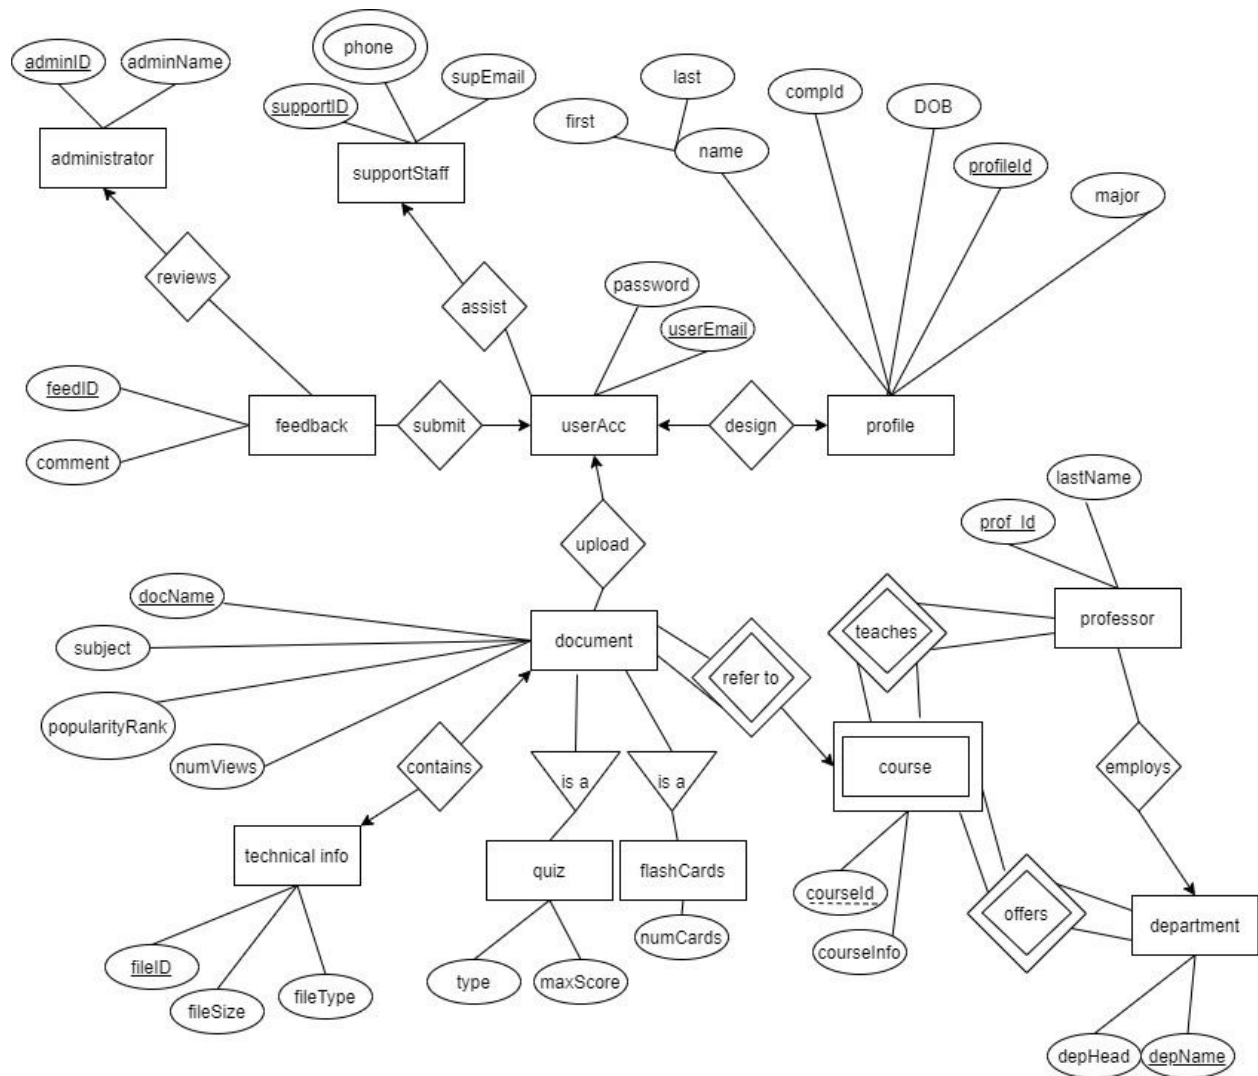 phone
adminID
adminName
last
supEmail
supportID
compId
DOB
first
administrator
name
supportStaff
profileId
major
reviews
password
assist
userEmail
feedID
feedback
submit
userAcc
design
profile
comment
lastName
prof_Id
upload
docName
subject
document
teaches
professor
refer to
popularityRank
numViews
contains
is a
is a
course
employs
technical info
quiz
flashCards
courseId
offers
department
numCards
courseInfo
fileID
fileSize
fileType
type
maxScore
depHead
depName